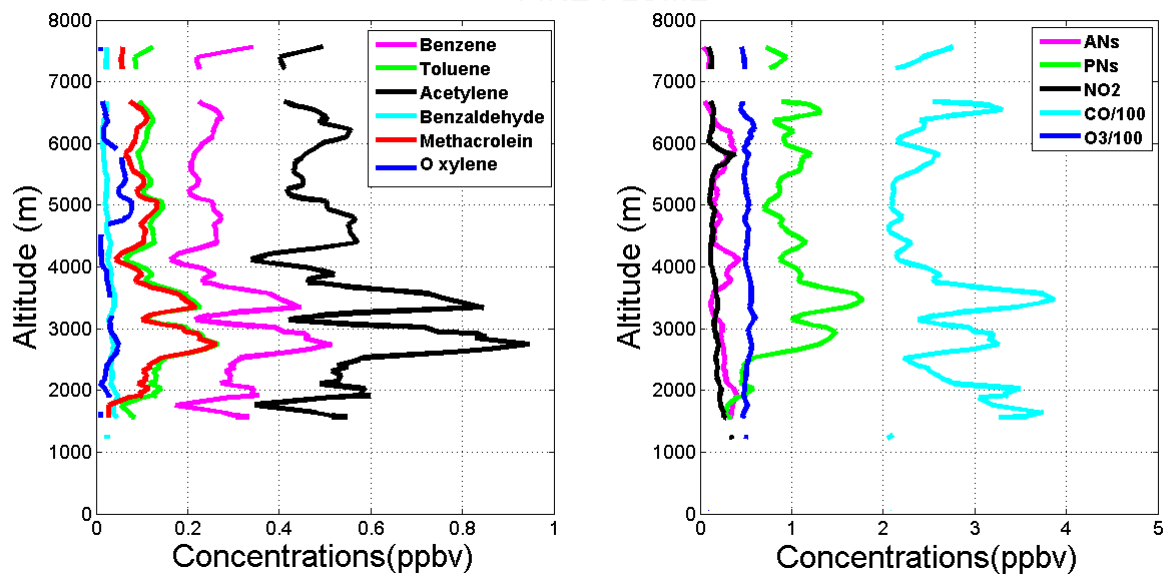 8000
7000
6000
5000
4000
3000
2000
1000
0
Altitude (m)
0
0.2
0.4
0.6
0.8
1
Concentrations(ppbv)
Benzene
Toluene
Acetylene
Benzaldehyde
Methacrolein
O xylene
8000
7000
6000
5000
4000
3000
2000
1000
0
Altitude (m)
0
1
2
3
4
5
Concentrations(ppbv)
ANs
PNs
NO2
CO/100
O3/100